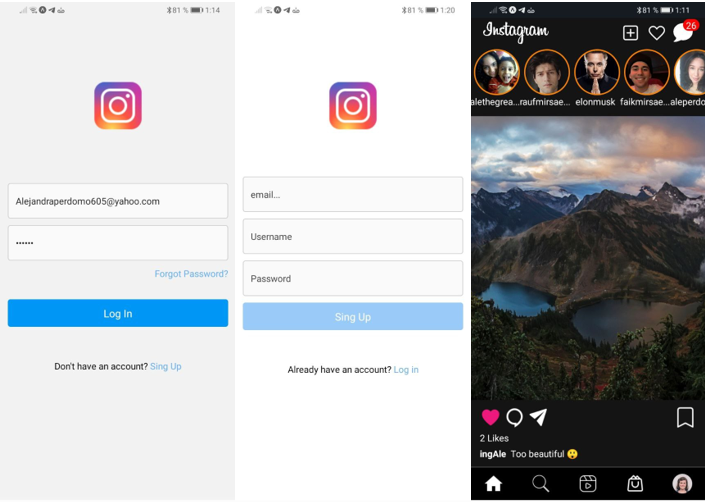 81 % 1:14
Alejandraperdomo605@yahoo.com
••••••
Forgot Password?
Log In
Don't have an account? Sing Up
81 % 1:20
email...
Username
Password
Sing Up
Already have an account? Log in
81 % 1:11
Instagram
26
alethegrea... raufmirsae... elonmusk faikmirsae... aleperdo
2 Likes
ingAle Too beautiful 😲